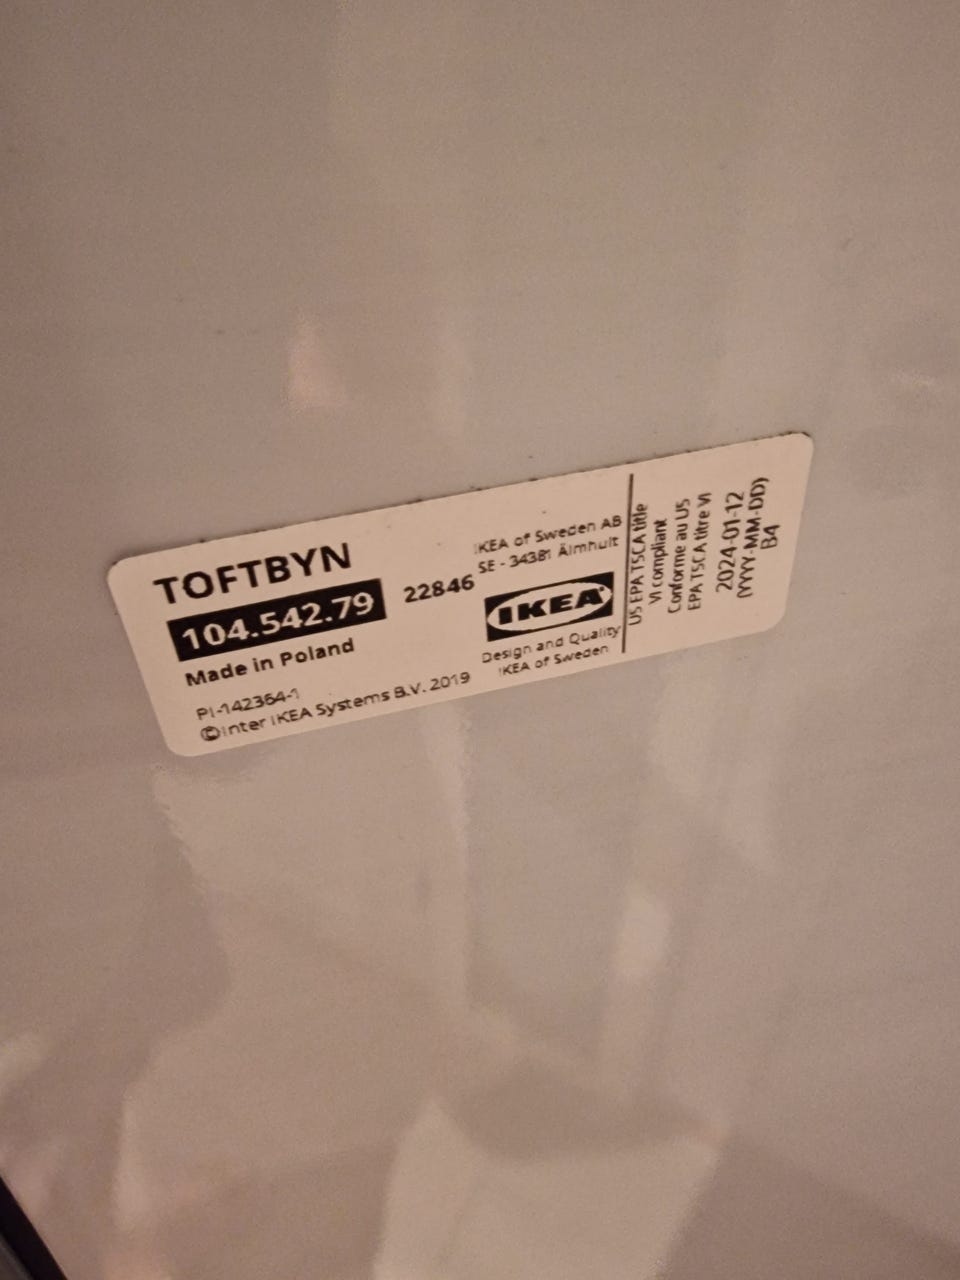 TOFTBYN
104.542.79
22846
Made in Poland
PI-142364-1
©Inter IKEA Systems B.V. 2019
IKEA of Sweden AB
SE - 34381 Älmhult
IKEA
Design and Quality
IKEA of Sweden
US EPA TSCA title
VI compliant
Conforme au US
EPA TSCA titre VI
2024-01-12
(YYYY-MM-DD)
B4